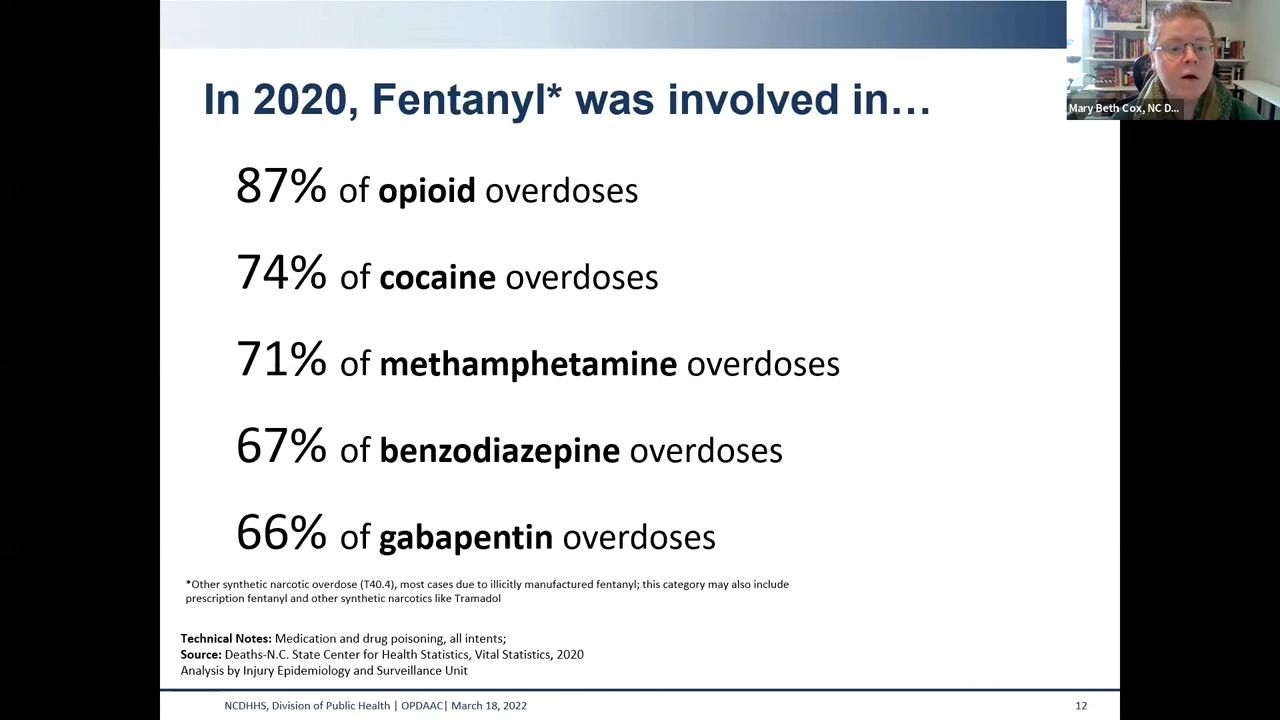 In 2020, Fentanyl* was involved in…
Mary Beth Cox, NC D...
87% of opioid overdoses
74% of cocaine overdoses
71% of methamphetamine overdoses
67% of benzodiazepine overdoses
66% of gabapentin overdoses
*Other synthetic narcotic overdose (T40.4), most cases due to illicitly manufactured fentanyl; this category may also include
prescription fentanyl and other synthetic narcotics like Tramadol
Technical Notes: Medication and drug poisoning, all intents;
Source: Deaths-N.C. State Center for Health Statistics, Vital Statistics, 2020
Analysis by Injury Epidemiology and Surveillance Unit
NCDHHS, Division of Public Health | OPDAAC| March 18, 2022
12